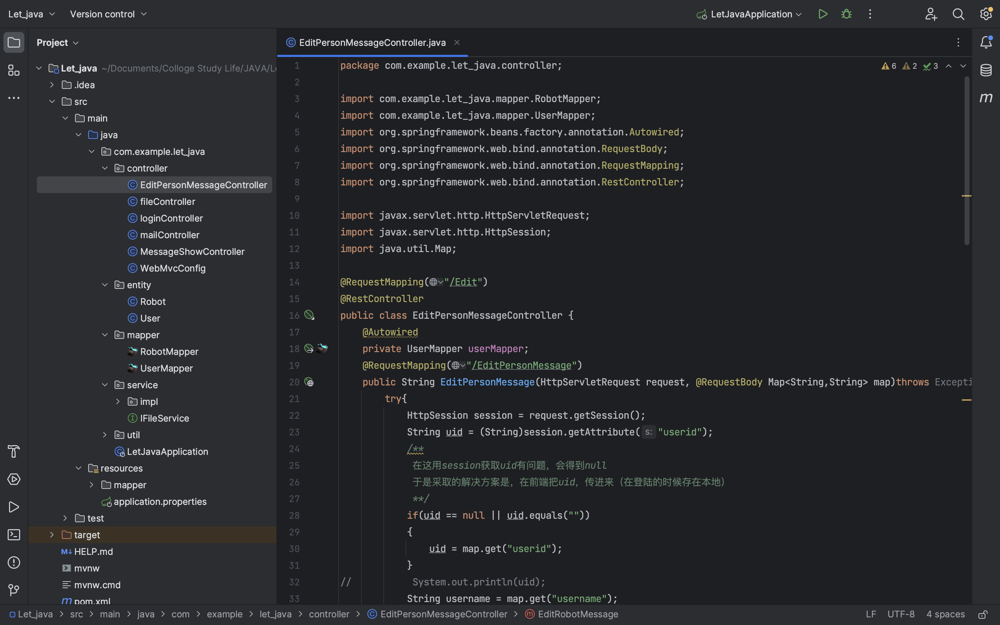 Let_java
Version control
LetJavaApplication
Project
Let_java ~/Documents/Colloge Study Life/JAVA/
.idea
src
main
java
com.example.let_java
controller
EditPersonMessageController
fileController
loginController
mailController
MessageShowController
WebMvcConfig
entity
Robot
User
mapper
RobotMapper
UserMapper
service
impl
IFileService
util
LetJavaApplication
resources
mapper
application.properties
test
target
HELP.md
mvnw
mvnw.cmd
pom.xml
EditPersonMessageController.java
6 2 3
1 package com.example.let_java.controller;
2
3 import com.example.let_java.mapper.RobotMapper;
4 import com.example.let_java.mapper.UserMapper;
5 import org.springframework.beans.factory.annotation.Autowired;
6 import org.springframework.web.bind.annotation.RequestBody;
7 import org.springframework.web.bind.annotation.RequestMapping;
8 import org.springframework.web.bind.annotation.RestController;
9
10 import javax.servlet.http.HttpServletRequest;
11 import javax.servlet.http.HttpSession;
12 import java.util.Map;
13
14 @RequestMapping("/Edit")
15 @RestController
16 public class EditPersonMessageController {
17 @Autowired
18 private UserMapper userMapper;
19 @RequestMapping("/EditPersonMessage")
20 public String EditPersonMessage(HttpServletRequest request, @RequestBody Map<String,String> map)throws Excepti
21 try{
22 HttpSession session = request.getSession();
23 String uid = (String)session.getAttribute( s: "userid");
24 /**
25 在这用session获取uid有问题，会得到null
26 于是采取的解决方案是，在前端把uid，传进来（在登陆的时候存在本地）
27 **/
28 if(uid == null || uid.equals(""))
29 {
30 uid = map.get("userid");
31 }
32 // System.out.println(uid);
33 String username = map.get("username");
Let_java > src > main > java > com > example > let_java > controller > EditPersonMessageController > EditRobotMessage
LF UTF-8 4 spaces